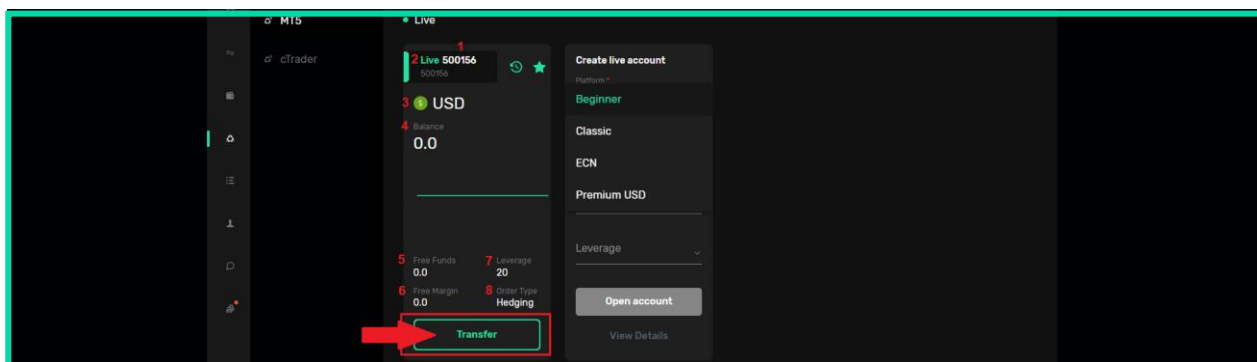 MT5
cTrader
Live
1
2 Live 500156
500156
3 $ USD
4 Balance
0.0
5 Free Funds
0.0
7 Leverage
20
6 Free Margin
0.0
8 Order Type
Hedging
Transfer
Create live account
Platform *
Beginner
Classic
ECN
Premium USD
Leverage
Open account
View Details